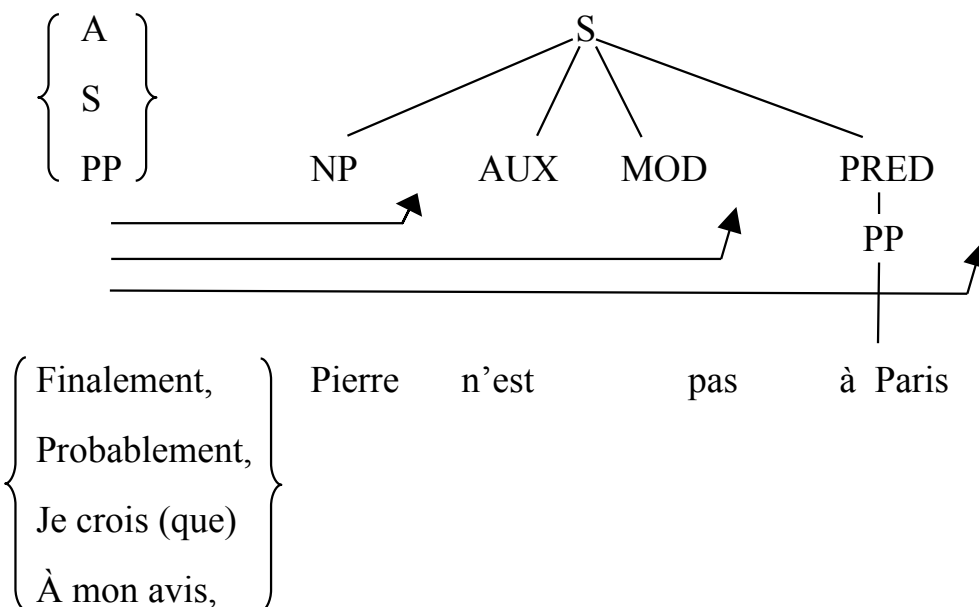 A
S
S
PP
NP AUX MOD PRED
PP
Finalement, Pierre n’est pas à Paris
Probablement,
Je crois (que)
À mon avis,